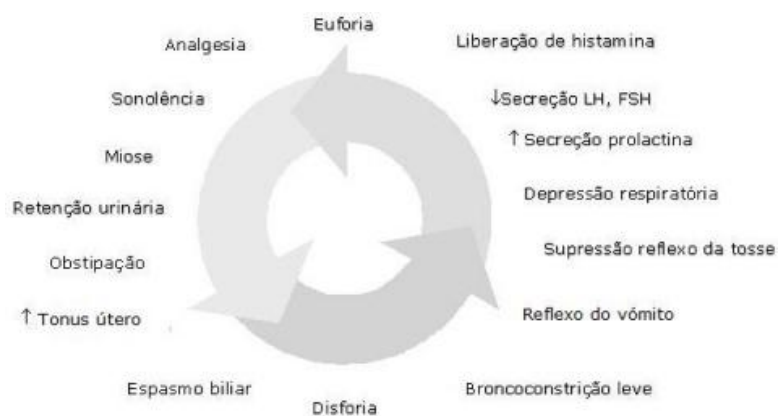 Euforia
Analgesia
Liberação de histamina
Sonolência
↓Secreção LH, FSH
Miose
↑ Secreção prolactina
Retenção urinária
Depressão respiratória
Obstipação
Supressão reflexo da tosse
↑ Tonus útero
Reflexo do vómito
Espasmo biliar
Disforia
Broncoconstrição leve